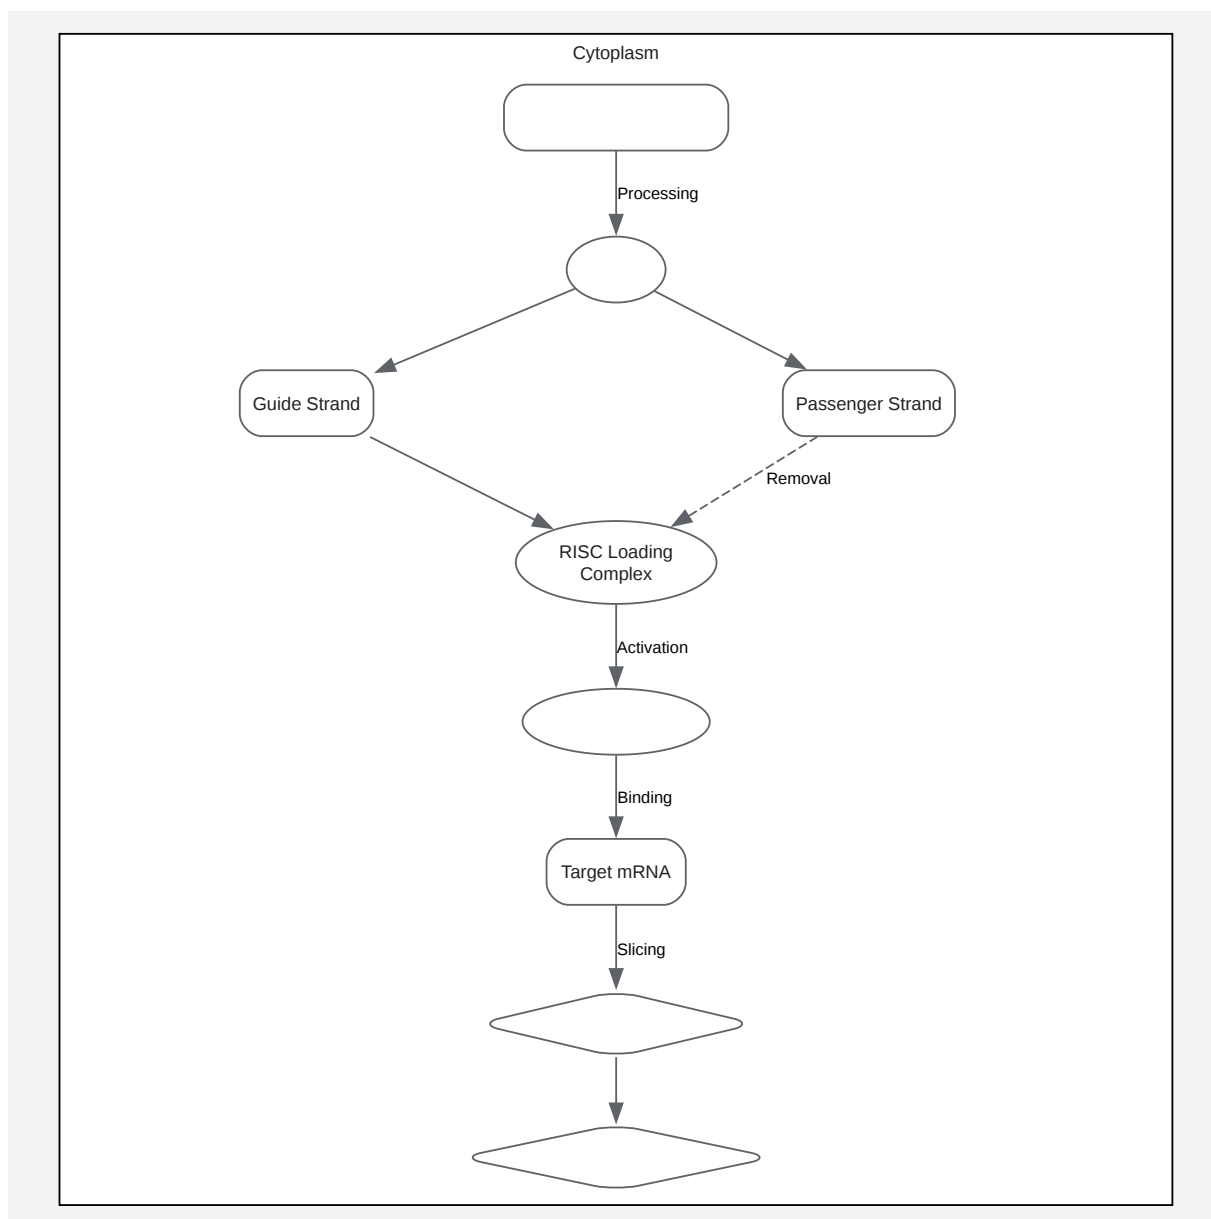 Cytoplasm
Processing
Guide Strand
Passenger Strand
Removal
RISC Loading
Complex
Activation
Binding
Target mRNA
Slicing